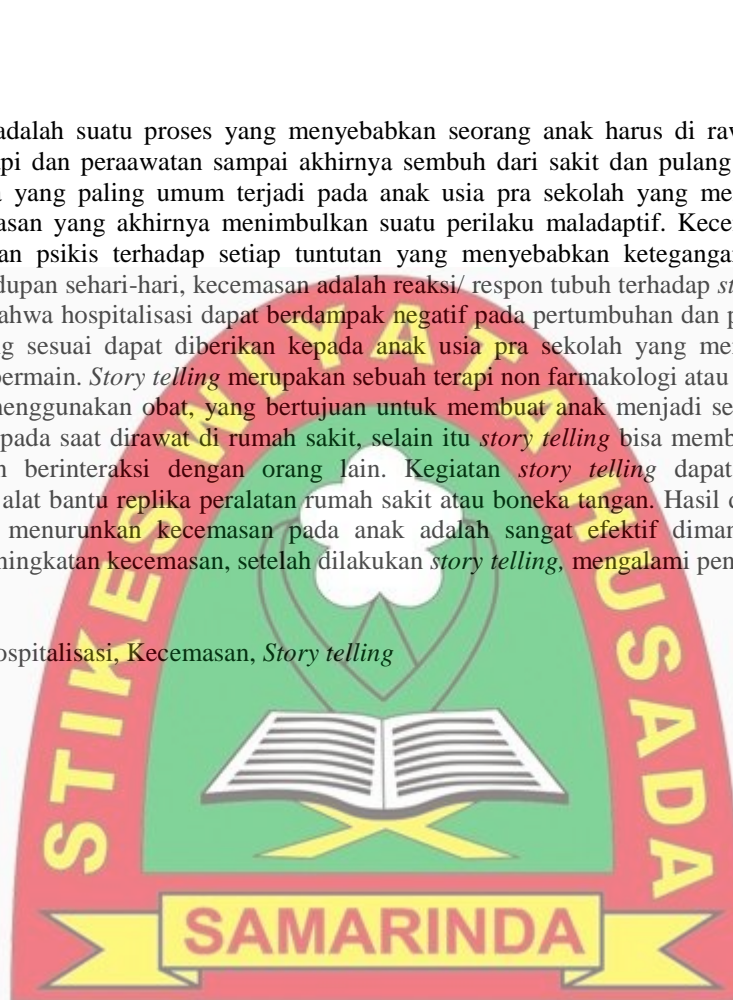 adalah suatu proses yang menyebabkan seorang anak harus di raw
pi dan peraawatan sampai akhirnya sembuh dari sakit dan pulang
yang paling umum terjadi pada anak usia pra sekolah yang me
asan yang akhirnya menimbulkan suatu perilaku maladaptif. Kece
an psikis terhadap setiap tuntutan yang menyebabkan ketegangan
dupan sehari-hari, kecemasan adalah reaksi/ respon tubuh terhadap st
ahwa hospitalisasi dapat berdampak negatif pada pertumbuhan dan p
g sesuai dapat diberikan kepada anak usia pra sekolah yang me
bermain. Story telling merupakan sebuah terapi non farmakologi atau
nenggunakan obat, yang bertujuan untuk membuat anak menjadi se
pada saat dirawat di rumah sakit, selain itu story telling bisa memb
n berinteraksi dengan orang lain. Kegiatan story telling dapat
alat bantu replika peralatan rumah sakit atau boneka tangan. Hasil d
menurunkan kecemasan pada anak adalah sangat efektif diman
ningkatan kecemasan, setelah dilakukan story telling, mengalami pen
ospitalisasi, Kecemasan, Story telling
STIKES WIYATA HUSADA
SAMARINDA